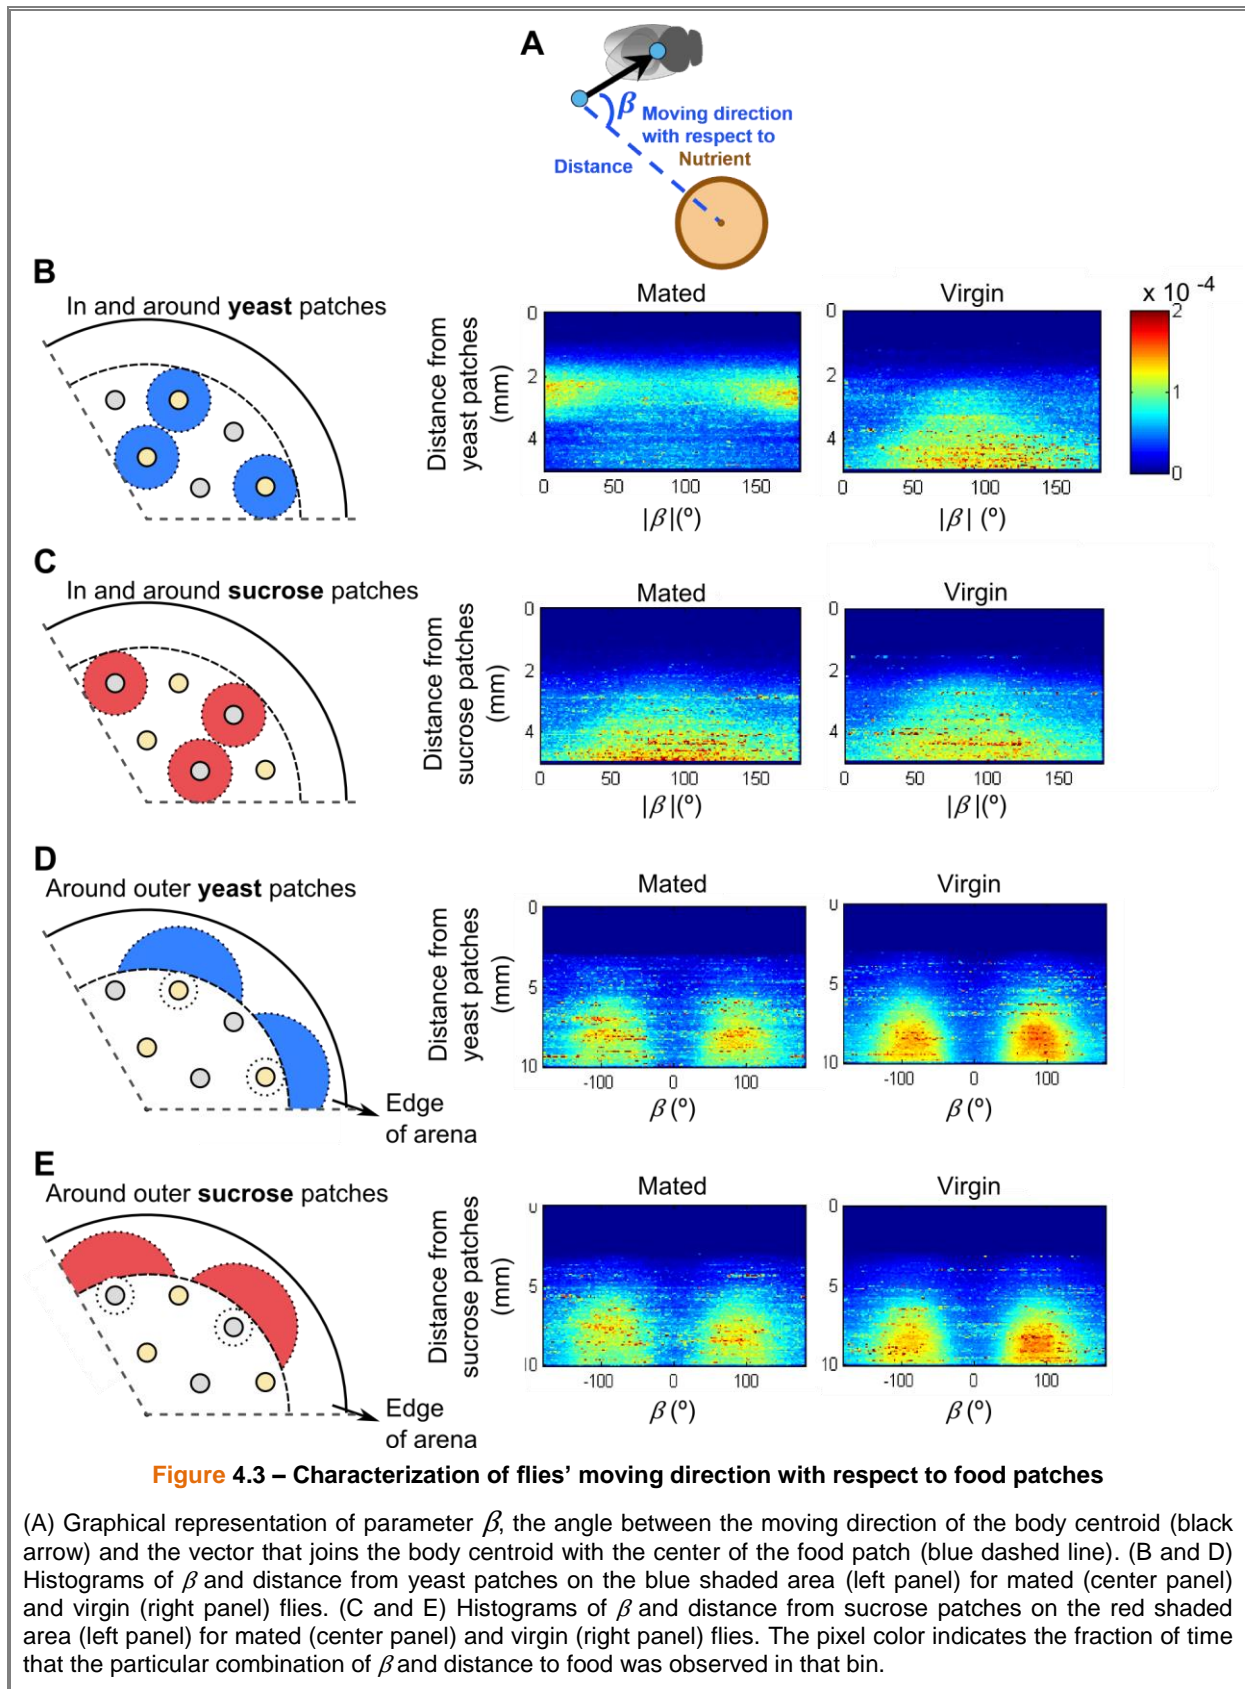 A
β
Moving direction
with respect to
Nutrient
Distance
B
In and around yeast patches
Distance from
yeast patches
(mm)
Mated
0
2
4
0 50 100 150
|β|(º)
Virgin
0
2
4
0 50 100 150
|β| (º)
x 10 -4
2
1
0
C
In and around sucrose patches
Distance from
sucrose patches
(mm)
Mated
0
2
4
0 50 100 150
|β|(º)
Virgin
0
2
4
0 50 100 150
|β|(º)
D
Around outer yeast patches
Edge
of arena
Distance from
yeast patches
(mm)
Mated
0
5
10
-100 0 100
β (º)
Virgin
0
5
10
-100 0 100
β (º)
E
Around outer sucrose patches
Edge
of arena
Distance from
sucrose patches
(mm)
Mated
0
5
10
-100 0 100
β (º)
Virgin
0
5
10
-100 0 100
β (º)
Figure 4.3 – Characterization of flies’ moving direction with respect to food patches
(A) Graphical representation of parameter β, the angle between the moving direction of the body centroid (black
arrow) and the vector that joins the body centroid with the center of the food patch (blue dashed line). (B and D)
Histograms of β and distance from yeast patches on the blue shaded area (left panel) for mated (center panel)
and virgin (right panel) flies. (C and E) Histograms of β and distance from sucrose patches on the red shaded
area (left panel) for mated (center panel) and virgin (right panel) flies. The pixel color indicates the fraction of time
that the particular combination of β and distance to food was observed in that bin.